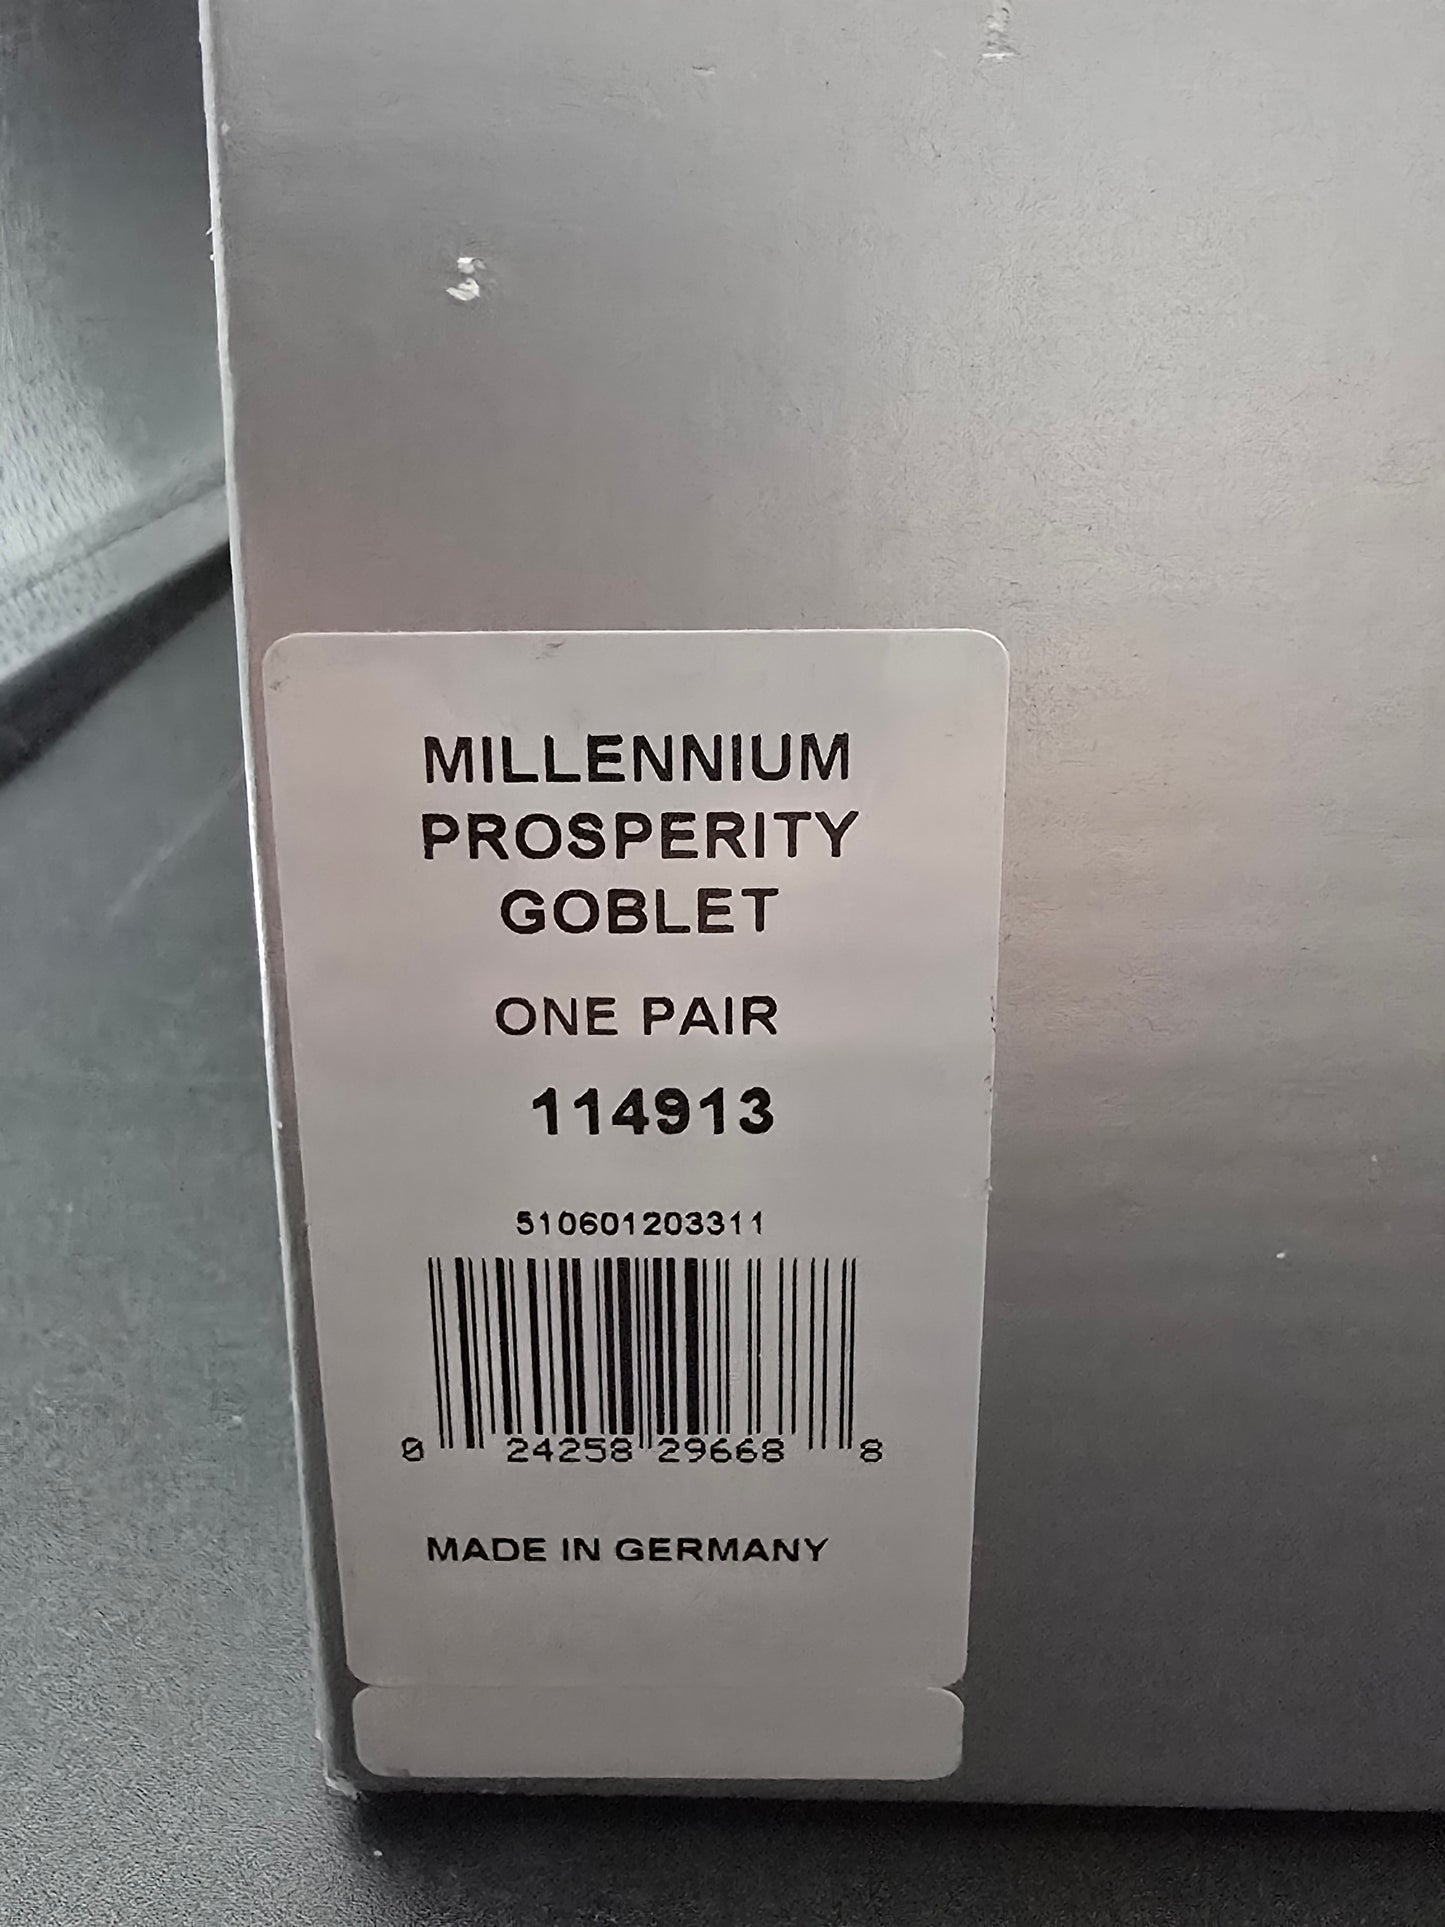 MILLENNIUM
PROSPERITY
GOBLET
ONE PAIR
114913
510601203311
0 24258 29668 8
MADE IN GERMANY